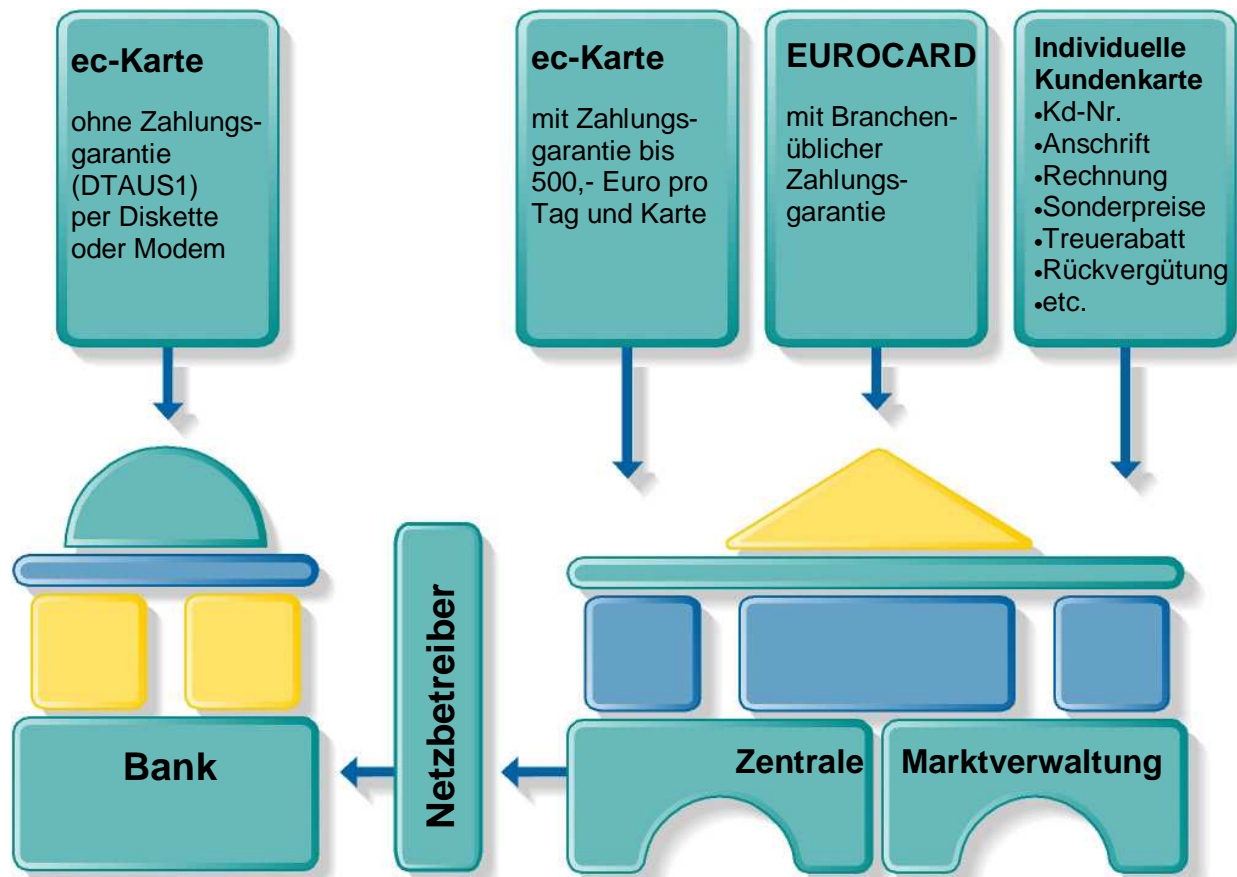 ec-Karte
ohne Zahlungs-
garantie
(DTAUS1)
per Diskette
oder Modem
ec-Karte
mit Zahlungs-
garantie bis
500,- Euro pro
Tag und Karte
EUROCARD
mit Branchen-
üblicher
Zahlungs-
garantie
Individuelle
Kundenkarte
•Kd-Nr.
•Anschrift
•Rechnung
•Sonderpreise
•Treuerabatt
•Rückvergütung
•etc.
Bank
Netzbetreiber
Zentrale
Marktverwaltung